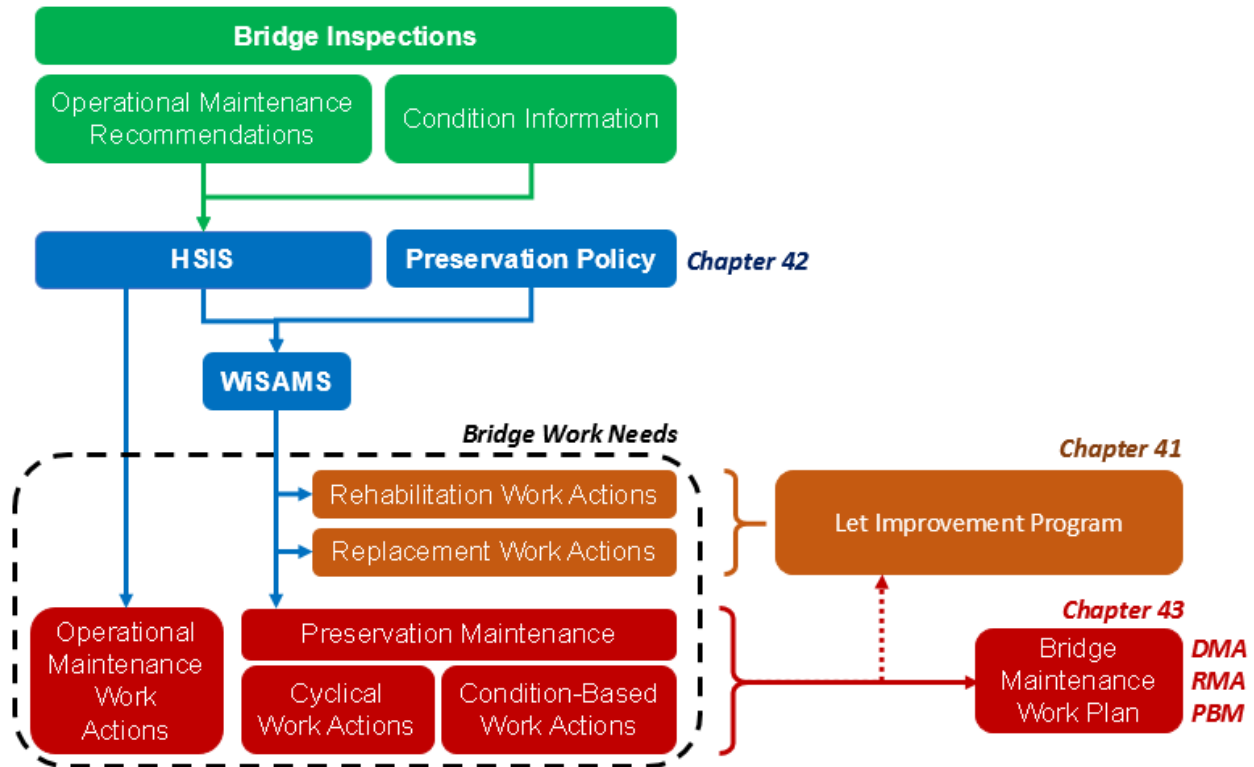 Bridge Inspections
Operational Maintenance
Recommendations
Condition Information
HSIS
Preservation Policy
Chapter 42
WiSAMS
Bridge Work Needs
Chapter 41
Rehabilitation Work Actions
Replacement Work Actions
Let Improvement Program
Chapter 43
Operational
Maintenance
Work
Actions
Preservation Maintenance
Cyclical
Work Actions
Condition-Based
Work Actions
Bridge
Maintenance
Work Plan
DMA
RMA
PBM